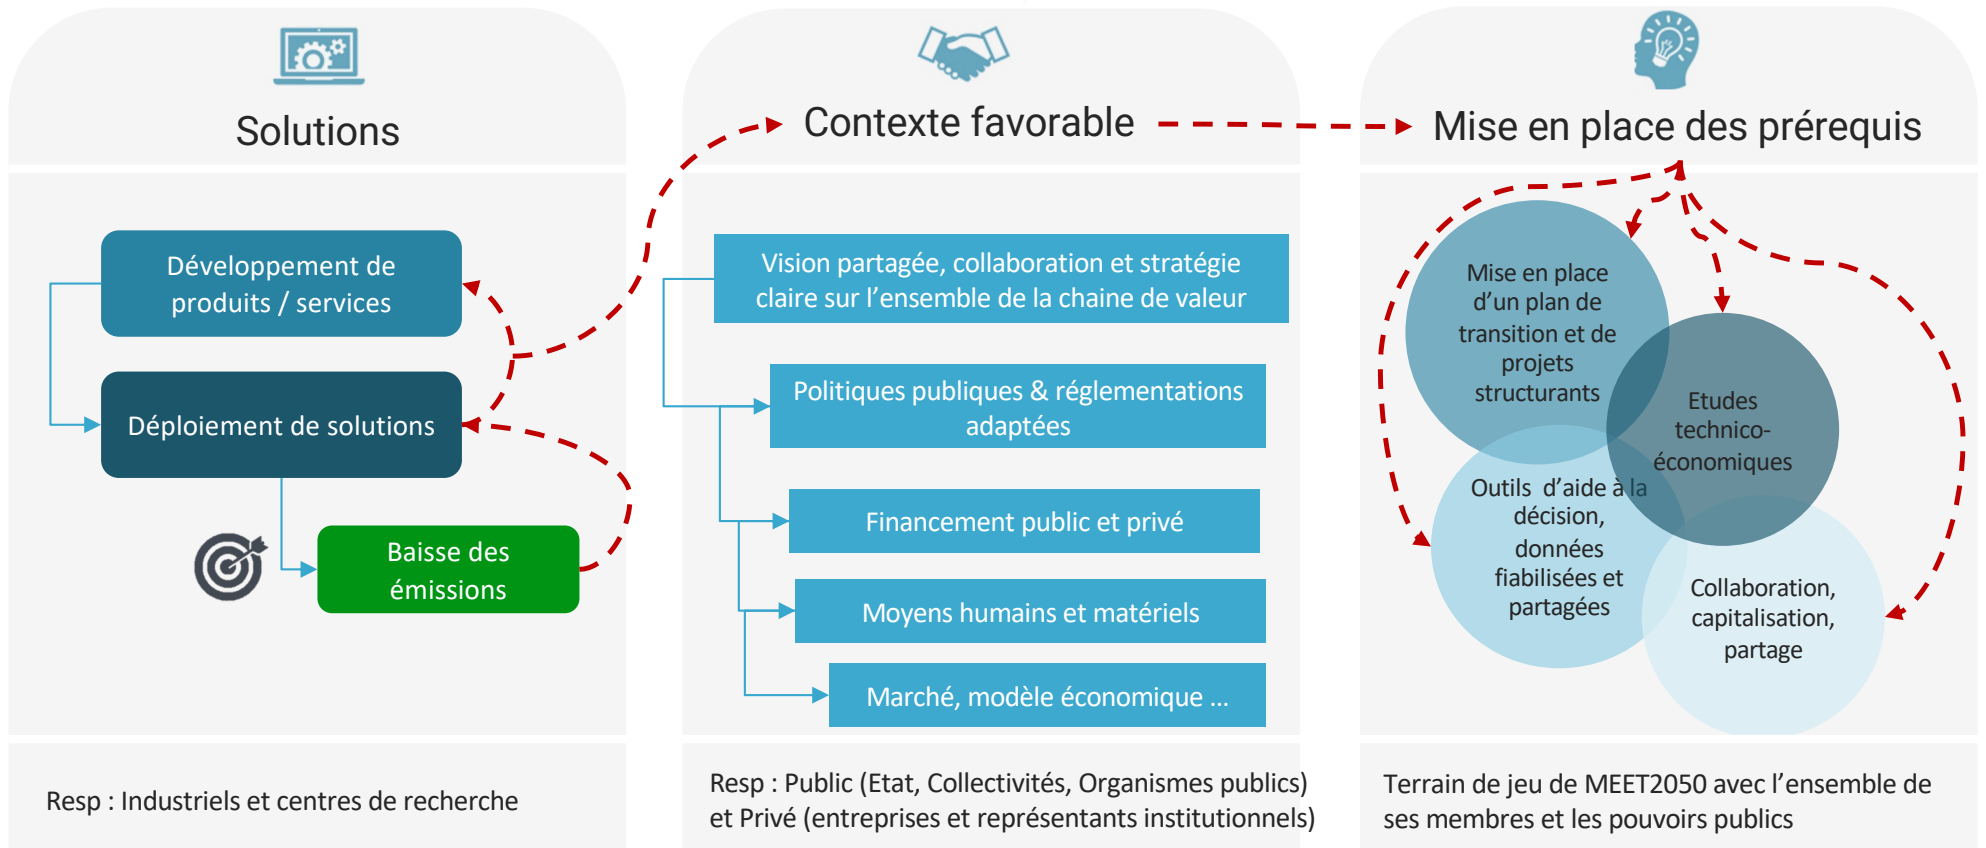 Solutions
Développement de
produits / services
Déploiement de solutions
Baisse des
émissions
Resp : Industriels et centres de recherche
Contexte favorable
Vision partagée, collaboration et stratégie
claire sur l’ensemble de la chaine de valeur
Politiques publiques & réglementations
adaptées
Financement public et privé
Moyens humains et matériels
Marché, modèle économique ...
Resp : Public (Etat, Collectivités, Organismes publics)
et Privé (entreprises et représentants institutionnels)
Mise en place des prérequis
Mise en place
d’un plan de
transition et de
projets
structurants
Etudes
technico-
économiques
Outils d’aide à la
décision,
données
fiabilisées et
partagées
Collaboration,
capitalisation,
partage
Terrain de jeu de MEET2050 avec l’ensemble de
ses membres et les pouvoirs publics